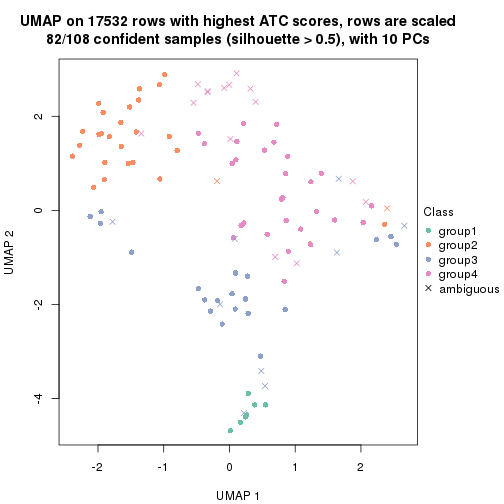 UMAP on 17532 rows with highest ATC scores, rows are scaled
82/108 confident samples (silhouette > 0.5), with 10 PCs
2
0
-2
-4
UMAP 2
-2
-1
0
1
2
UMAP 1
Class
group1
group2
group3
group4
ambiguous